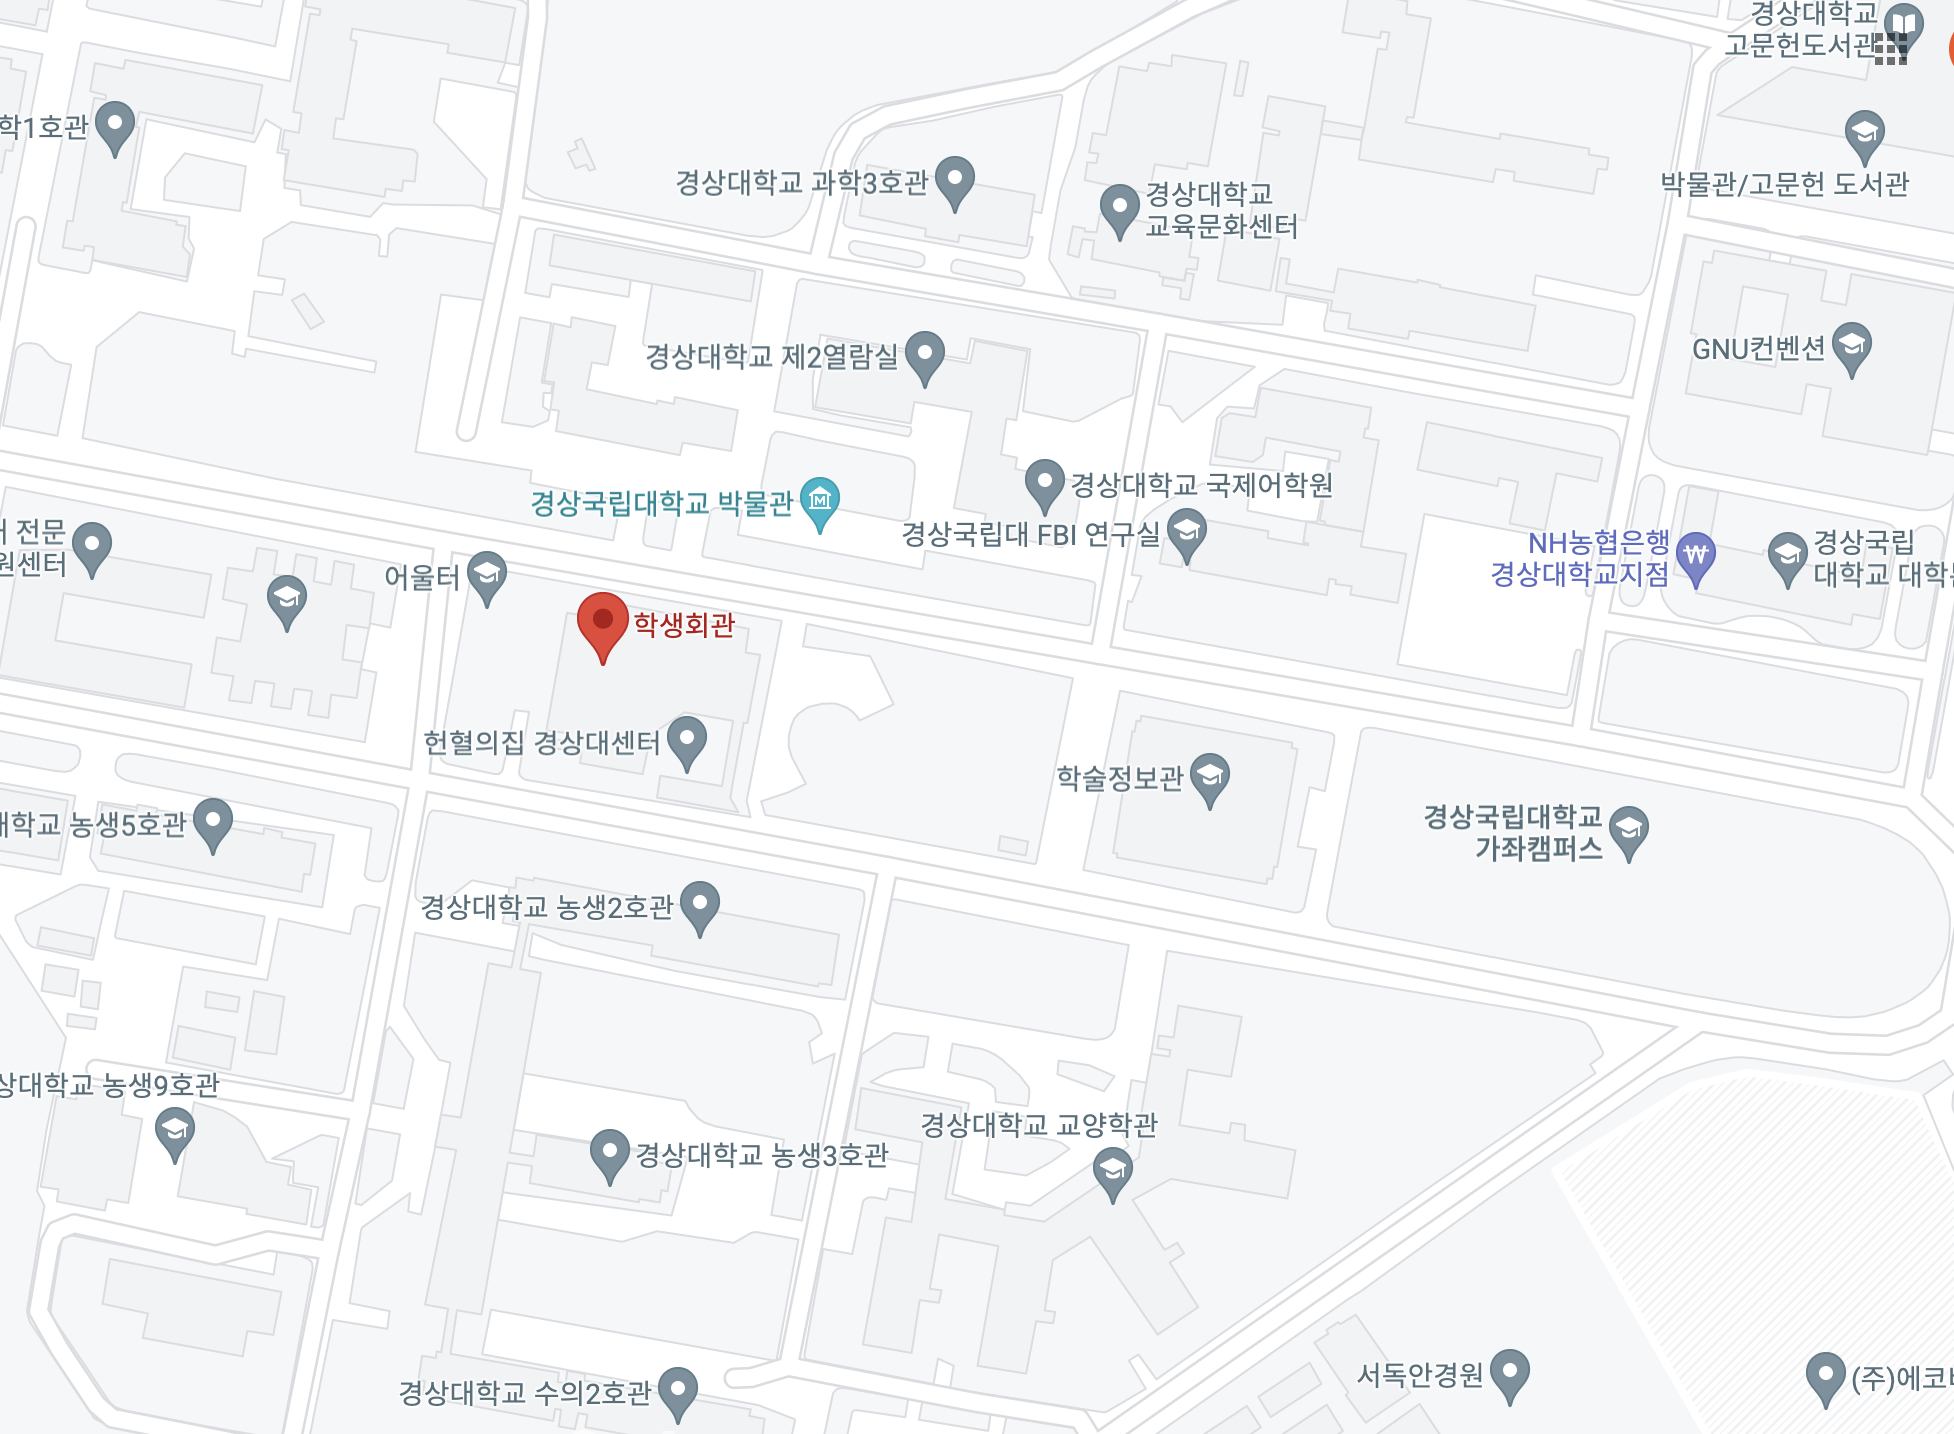 경상대학교
고문헌도서관
학1호관
경상대학교 과학3호관
경상대학교
교육문화센터
박물관/고문헌 도서관
경상대학교 제2열람실
GNU컨벤션
경상국립대학교 박물관
경상대학교 국제어학원
경상국립대 FBI 연구실
전문
원센터
어울터
NH농협은행
경상대학교지점
경상국립
대학교 대학
학생회관
헌혈의집 경상대센터
학술정보관
대학교 농생5호관
경상국립대학교
가좌캠퍼스
경상대학교 농생2호관
상대학교 농생9호관
경상대학교 교양학관
경상대학교 농생3호관
경상대학교 수의2호관
서독안경원
(주)에코